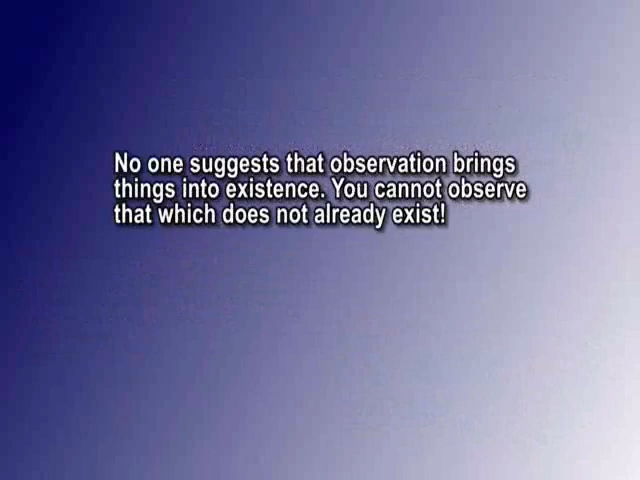 No one suggests that observation brings
things into existence. You cannot observe
that which does not already exist!